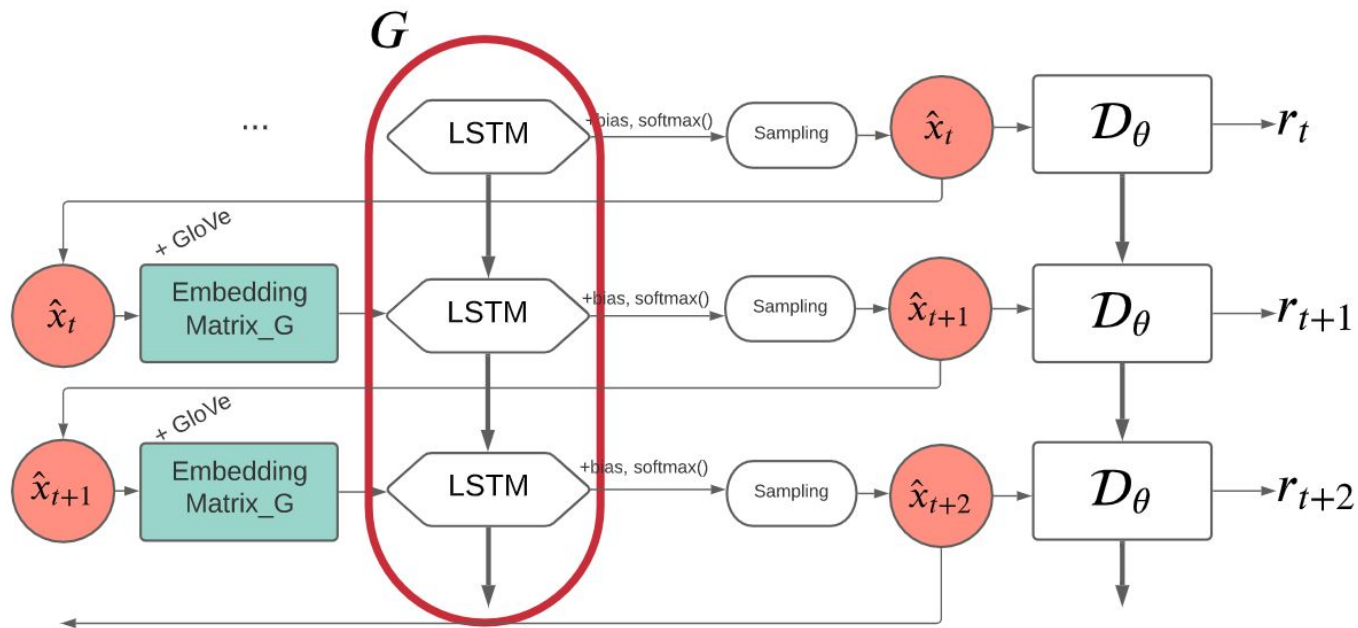 G
...
LSTM
+bias, softmax()
Sampling
x̂_t
𝒟_θ
r_t
+ GloVe
x̂_t
Embedding
Matrix_G
LSTM
+bias, softmax()
Sampling
x̂_{t+1}
𝒟_θ
r_{t+1}
+ GloVe
x̂_{t+1}
Embedding
Matrix_G
LSTM
+bias, softmax()
Sampling
x̂_{t+2}
𝒟_θ
r_{t+2}